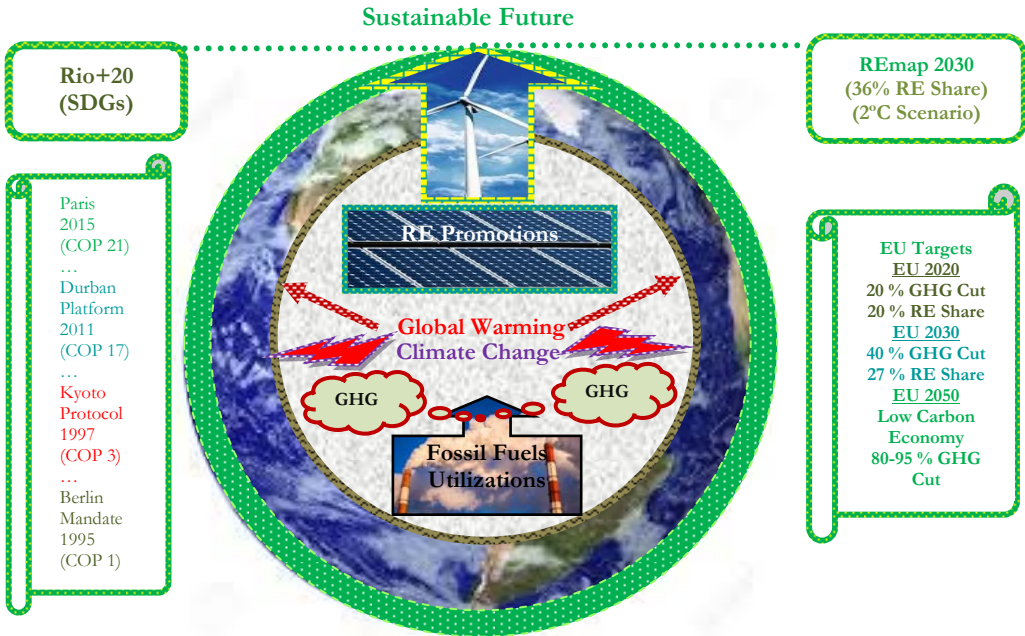 Sustainable Future
Rio+20
(SDGs)
Paris
2015
(COP 21)
...
Durban
Platform
2011
(COP 17)
...
Kyoto
Protocol
1997
(COP 3)
...
Berlin
Mandate
1995
(COP 1)
RE Promotions
Global Warming
Climate Change
GHG
GHG
Fossil Fuels
Utilizations
REmap 2030
(36% RE Share)
(2ºC Scenario)
EU Targets
EU 2020
20 % GHG Cut
20 % RE Share
EU 2030
40 % GHG Cut
27 % RE Share
EU 2050
Low Carbon
Economy
80-95 % GHG
Cut